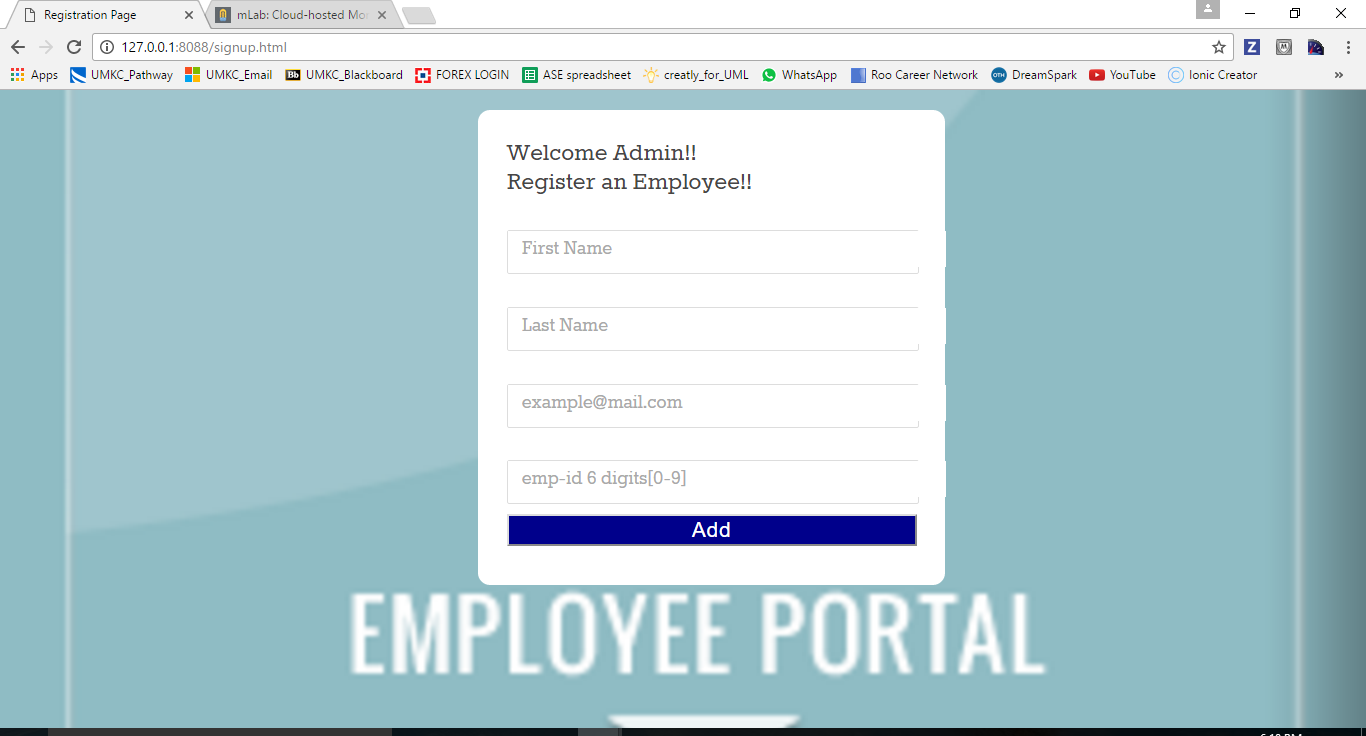 Registration Page
mLab: Cloud-hosted Mo
127.0.0.1:8088/signup.html
Apps UMKC_Pathway UMKC_Email Bb UMKC_Blackboard FOREX LOGIN ASE spreadsheet creatly_for_UML WhatsApp Roo Career Network OTH DreamSpark YouTube Ionic Creator »
Welcome Admin!!
Register an Employee!!
First Name
Last Name
example@mail.com
emp-id 6 digits[0-9]
Add
EMPLOYEE PORTAL